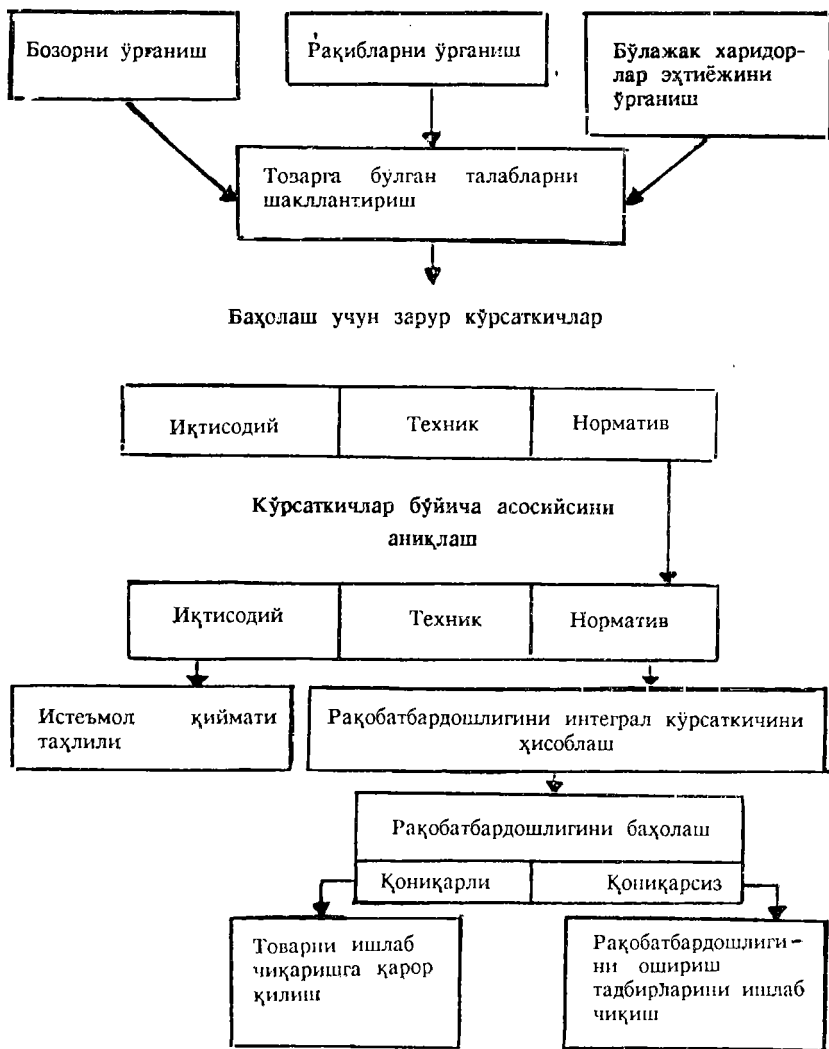 Бозорни ўрганиш
Рақибларни ўрганиш
Бўлажак харидор-
лар эҳтиёжини
ўрганиш
Товарга бўлган талабларни
шакллантириш
Баҳолаш учун зарур кўрсаткичлар
Иқтисодий
Техник
Норматив
Кўрсаткичлар бўйича асосийсини
аниқлаш
Иқтисодий
Техник
Норматив
Истеъмол қиймати
таҳлили
Рақобатбардошлигини интеграл кўрсаткичини
ҳисоблаш
Рақобатбардошлигини баҳолаш
Қониқарли
Қониқарсиз
Товарни ишлаб
чиқаришга қарор
қилиш
Рақобатбардошлиги-
ни ошириш
тадбирларини ишлаб
чиқиш